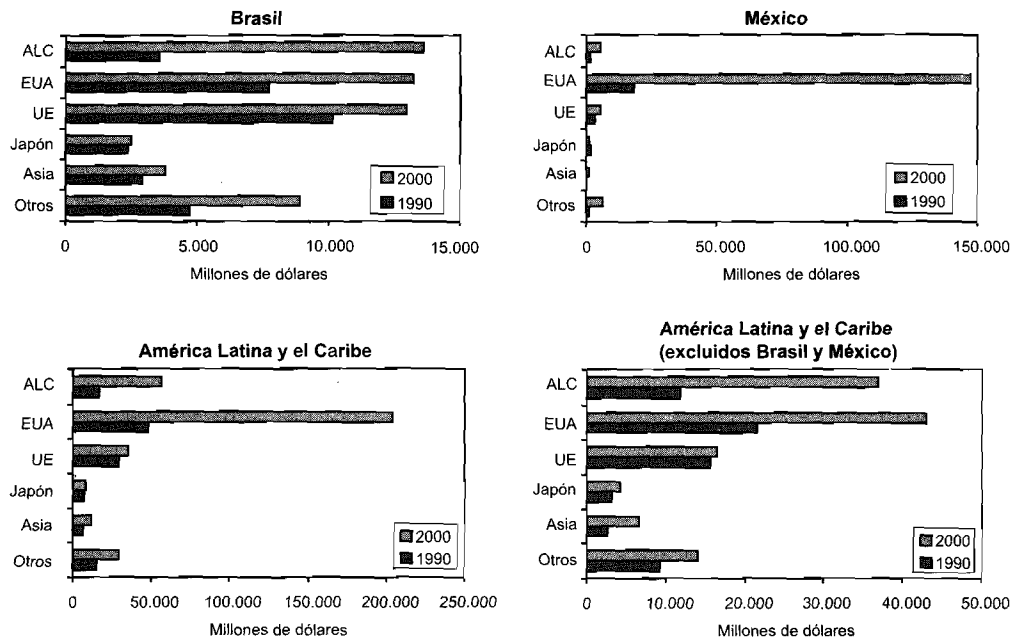 Brasil
ALC
EUA
UE
Japón
Asia
Otros
2000
1990
0 5.000 10.000 15.000
Millones de dólares
México
ALC
EUA
UE
Japón
Asia
Otros
2000
1990
0 50.000 100.000 150.000
Millones de dólares
América Latina y el Caribe
ALC
EUA
UE
Japón
Asia
Otros
2000
1990
0 50.000 100.000 150.000 200.000 250.000
Millones de dólares
América Latina y el Caribe
(excluidos Brasil y México)
ALC
EUA
UE
Japón
Asia
Otros
2000
1990
0 10.000 20.000 30.000 40.000 50.000
Millones de dólares